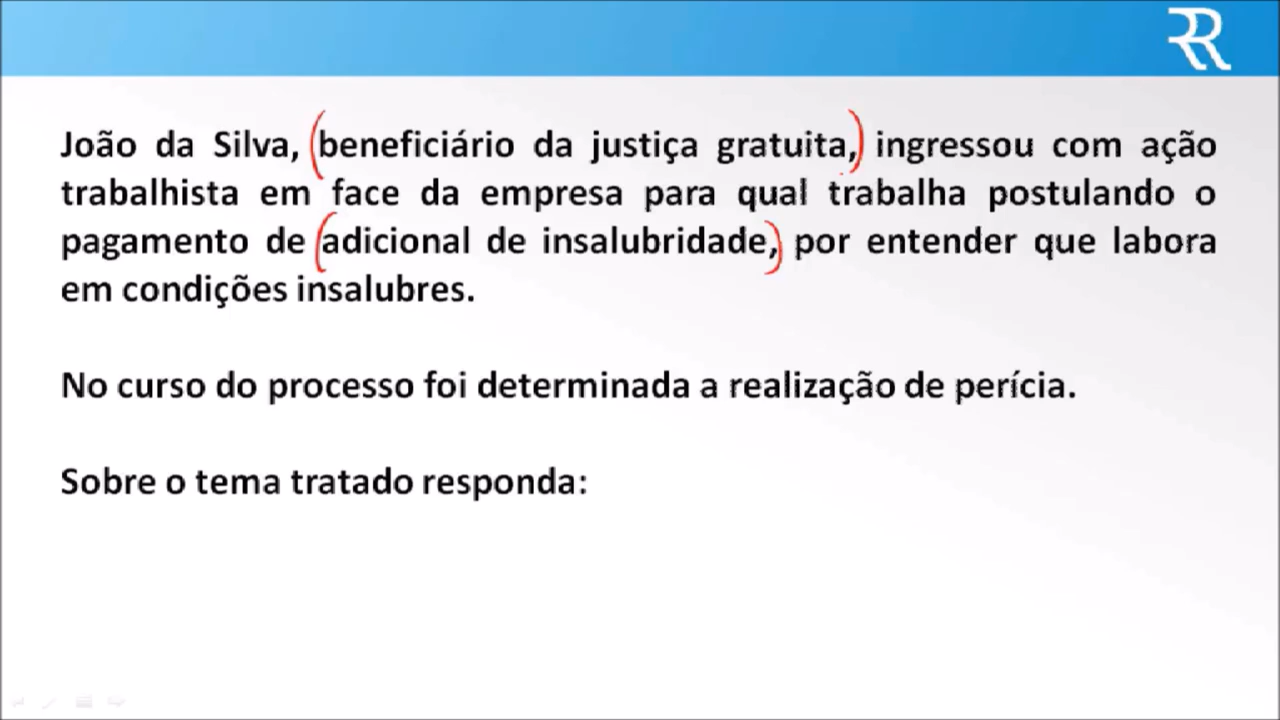 João da Silva, (beneficiário da justiça gratuita,) ingressou com ação
trabalhista em face da empresa para qual trabalha postulando o
pagamento de (adicional de insalubridade,) por entender que labora
em condições insalubres.
No curso do processo foi determinada a realização de perícia.
Sobre o tema tratado responda: